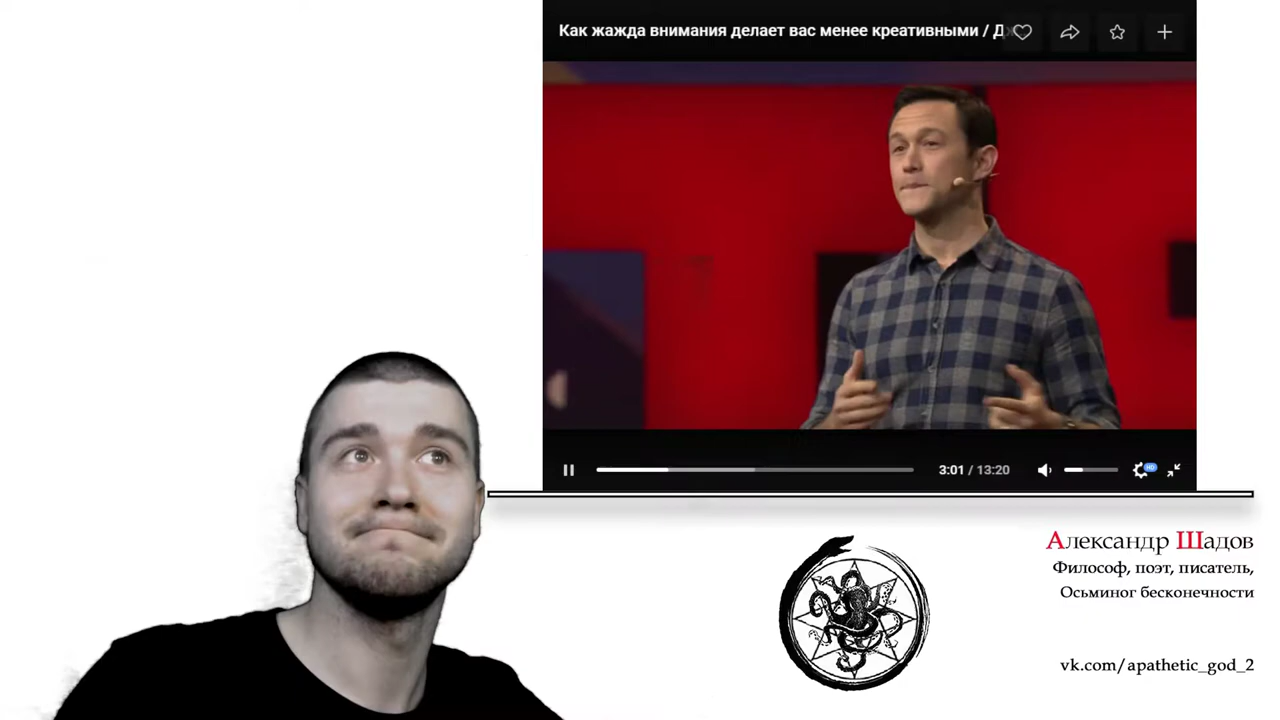 Как жажда внимания делает вас менее креативными / Д
3:01 / 13:20
HD
Александр Шадов
Философ, поэт, писатель,
Осьминог бесконечности
vk.com/apathetic_god_2